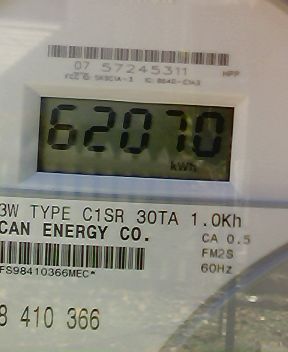 07 57245311 HPP
62070
kWh
3W TYPE C1SR 30TA 1.0Kh
CAN ENERGY CO.
CA 0.5
FM2S
60Hz
FS98410366MEC*
8 410 366